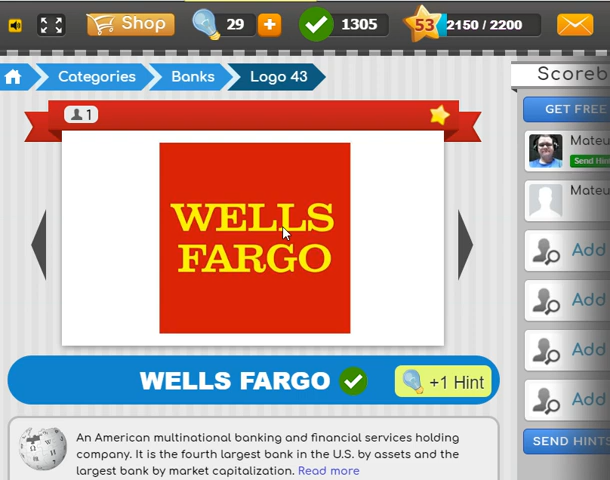 Shop
29
1305
53
2150 / 2200
Categories
Banks
Logo 43
Scoreb
1
GET FREE
Mateu
Send Hin
Mateu
WELLS
FARGO
Add
Add
Add
Add
WELLS FARGO
+1 Hint
SEND HINTS
An American multinational banking and financial services holding
company. It is the fourth largest bank in the U.S. by assets and the
largest bank by market capitalization. Read more